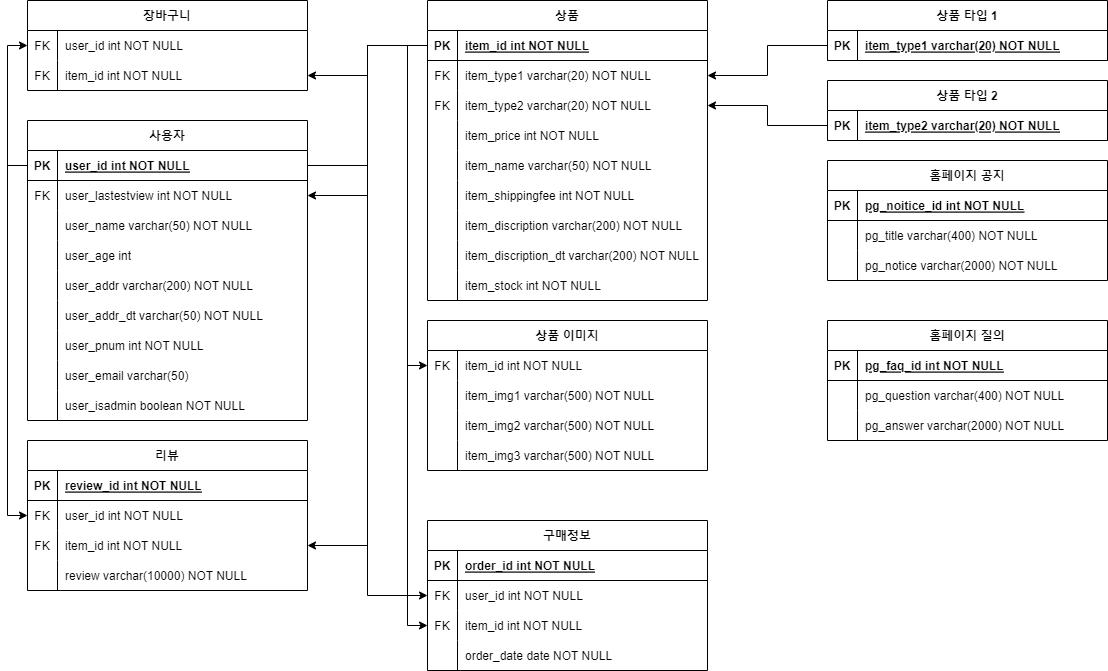 장바구니
FK user_id int NOT NULL
FK item_id int NOT NULL
사용자
PK user_id int NOT NULL
FK user_lastestview int NOT NULL
user_name varchar(50) NOT NULL
user_age int
user_addr varchar(200) NOT NULL
user_addr_dt varchar(50) NOT NULL
user_pnum int NOT NULL
user_email varchar(50)
user_isadmin boolean NOT NULL
리뷰
PK review_id int NOT NULL
FK user_id int NOT NULL
FK item_id int NOT NULL
review varchar(10000) NOT NULL
상품
PK item_id int NOT NULL
FK item_type1 varchar(20) NOT NULL
FK item_type2 varchar(20) NOT NULL
item_price int NOT NULL
item_name varchar(50) NOT NULL
item_shippingfee int NOT NULL
item_discription varchar(200) NOT NULL
item_discription_dt varchar(200) NOT NULL
item_stock int NOT NULL
상품 이미지
FK item_id int NOT NULL
item_img1 varchar(500) NOT NULL
item_img2 varchar(500) NOT NULL
item_img3 varchar(500) NOT NULL
구매정보
PK order_id int NOT NULL
FK user_id int NOT NULL
FK item_id int NOT NULL
order_date date NOT NULL
상품 타입 1
PK item_type1 varchar(20) NOT NULL
상품 타입 2
PK item_type2 varchar(20) NOT NULL
홈페이지 공지
PK pg_noitice_id int NOT NULL
pg_title varchar(400) NOT NULL
pg_notice varchar(2000) NOT NULL
홈페이지 질의
PK pg_faq_id int NOT NULL
pg_question varchar(400) NOT NULL
pg_answer varchar(2000) NOT NULL